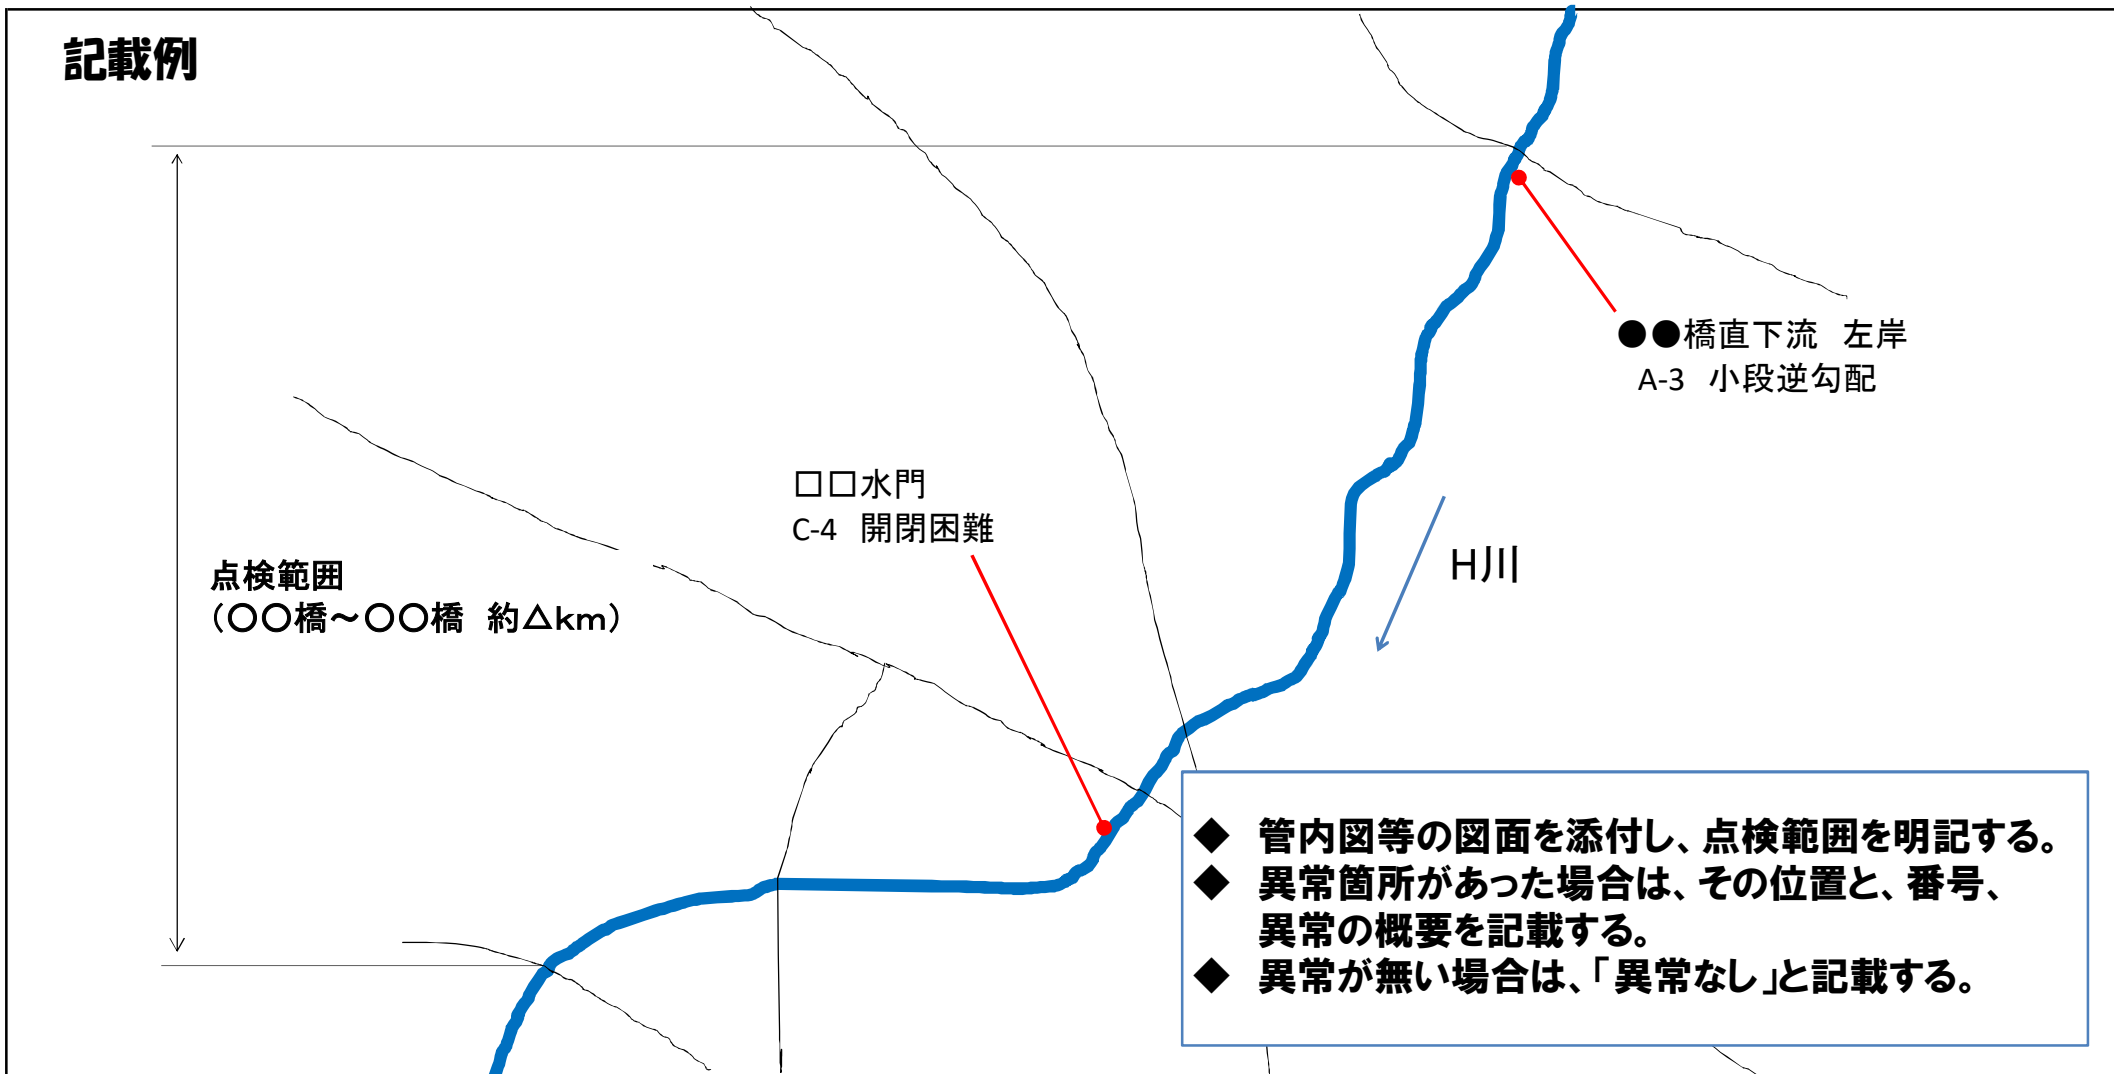 記載例
●●橋直下流　左岸
A-3　小段逆勾配
□□水門
C-4　開閉困難
H川
点検範囲
（〇〇橋～〇〇橋　約△km）
◆　管内図等の図面を添付し、点検範囲を明記する。
◆　異常箇所があった場合は、その位置と、番号、
異常の概要を記載する。
◆　異常が無い場合は、「異常なし」と記載する。